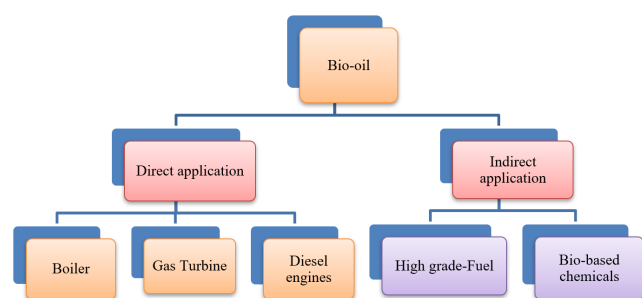 Bio-oil
Direct application
Indirect
application
Boiler
Gas Turbine
Diesel
engines
High grade-Fuel
Bio-based
chemicals